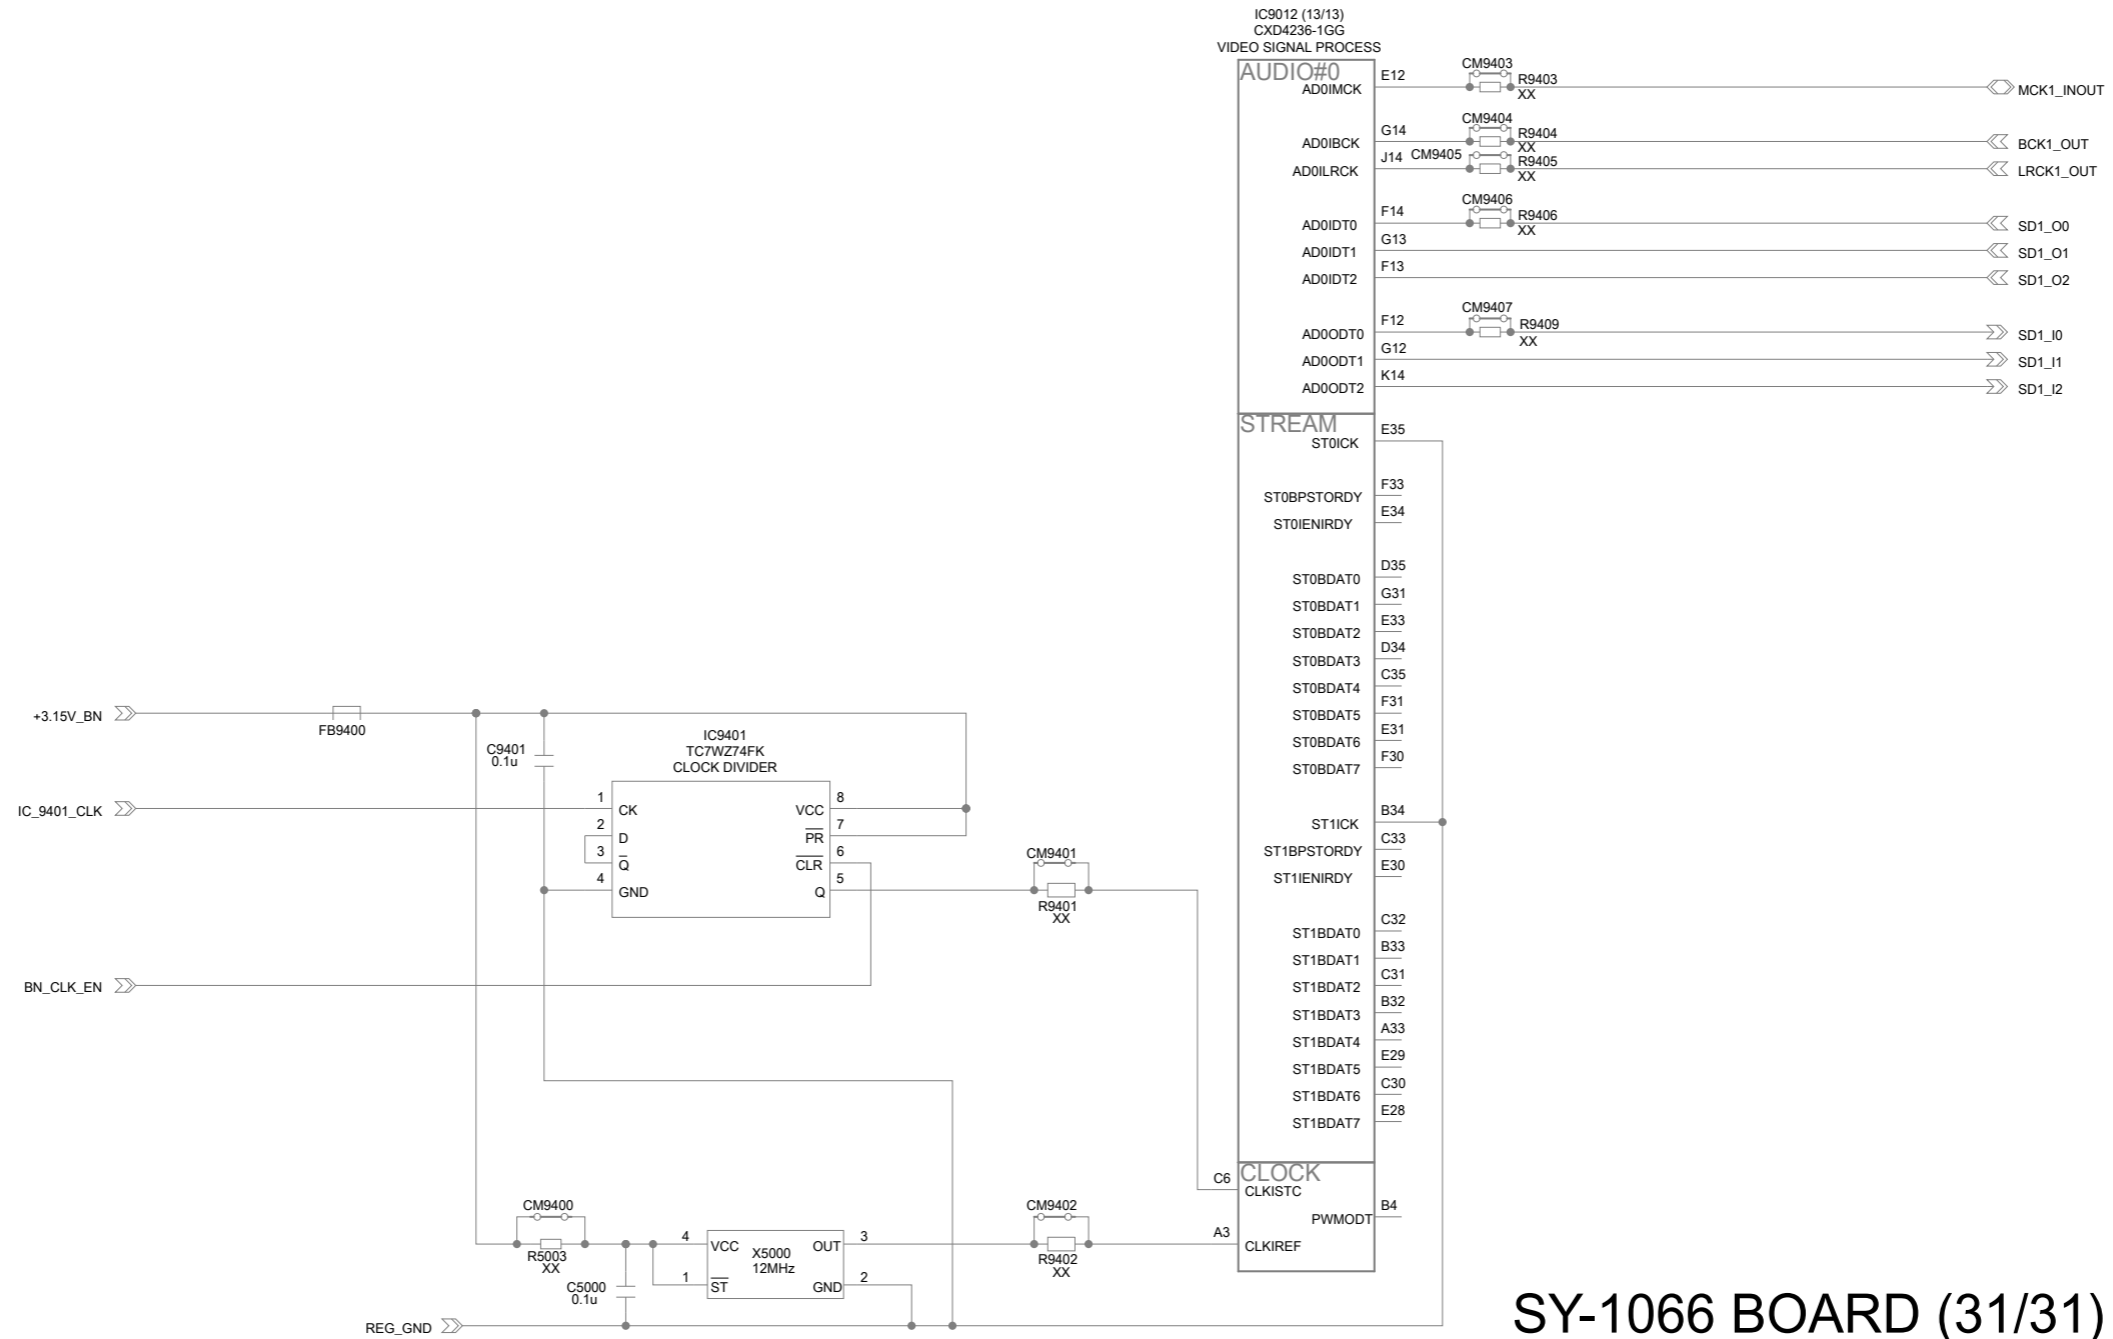 IC9012 (13/13)
CXD4236-1GG
VIDEO SIGNAL PROCESS
AUDIO#0
AD0IMCK
E12
CM9403
R9403
XX
MCK1_INOUT
AD0IBCK
G14
CM9404
R9404
XX
BCK1_OUT
AD0ILRCK
J14
CM9405
R9405
XX
LRCK1_OUT
AD0IDT0
F14
CM9406
R9406
XX
SD1_O0
AD0IDT1
G13
SD1_O1
AD0IDT2
F13
SD1_O2
AD0ODT0
F12
CM9407
R9409
XX
SD1_I0
AD0ODT1
G12
SD1_I1
AD0ODT2
K14
SD1_I2
STREAM
ST0ICK
E35
ST0BPSTORDY
F33
ST0IENIRDY
E34
ST0BDAT0
D35
ST0BDAT1
G31
ST0BDAT2
E33
ST0BDAT3
D34
ST0BDAT4
C35
ST0BDAT5
F31
ST0BDAT6
E31
ST0BDAT7
F30
ST1ICK
B34
ST1BPSTORDY
C33
ST1IENIRDY
E30
ST1BDAT0
C32
ST1BDAT1
B33
ST1BDAT2
C31
ST1BDAT3
B32
ST1BDAT4
A33
ST1BDAT5
E29
ST1BDAT6
C30
ST1BDAT7
E28
CLOCK
C6
CLKISTC
PWMODT
B4
A3
CLKIREF
+3.15V_BN
FB9400
C9401
0.1u
IC9401
TC7WZ74FK
CLOCK DIVIDER
IC_9401_CLK
1
CK
VCC
8
2
D
PR
7
3
Q
CLR
6
4
GND
Q
5
CM9401
R9401
XX
BN_CLK_EN
CM9400
R5003
XX
C5000
0.1u
4
VCC
X5000
12MHz
OUT
3
1
ST
GND
2
CM9402
R9402
XX
REG_GND
SY-1066 BOARD (31/31)